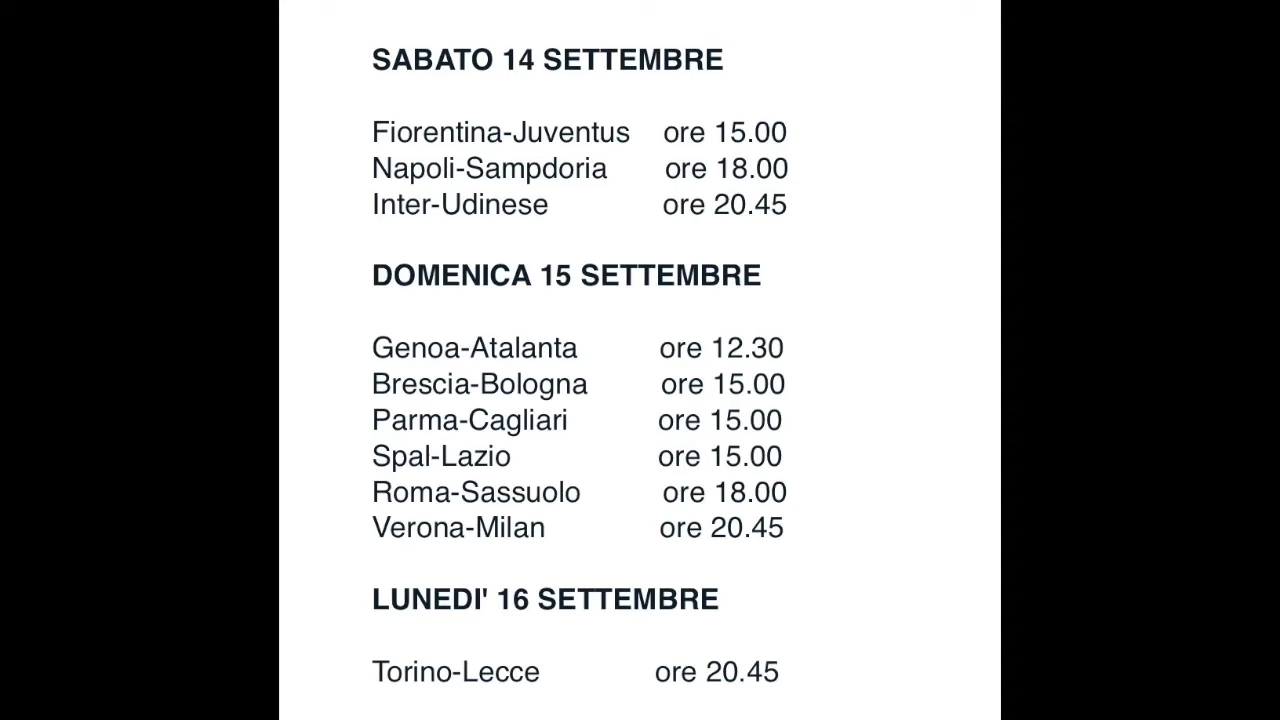 SABATO 14 SETTEMBRE
Fiorentina-Juventus ore 15.00
Napoli-Sampdoria ore 18.00
Inter-Udinese ore 20.45
DOMENICA 15 SETTEMBRE
Genoa-Atalanta ore 12.30
Brescia-Bologna ore 15.00
Parma-Cagliari ore 15.00
Spal-Lazio ore 15.00
Roma-Sassuolo ore 18.00
Verona-Milan ore 20.45
LUNEDI' 16 SETTEMBRE
Torino-Lecce ore 20.45